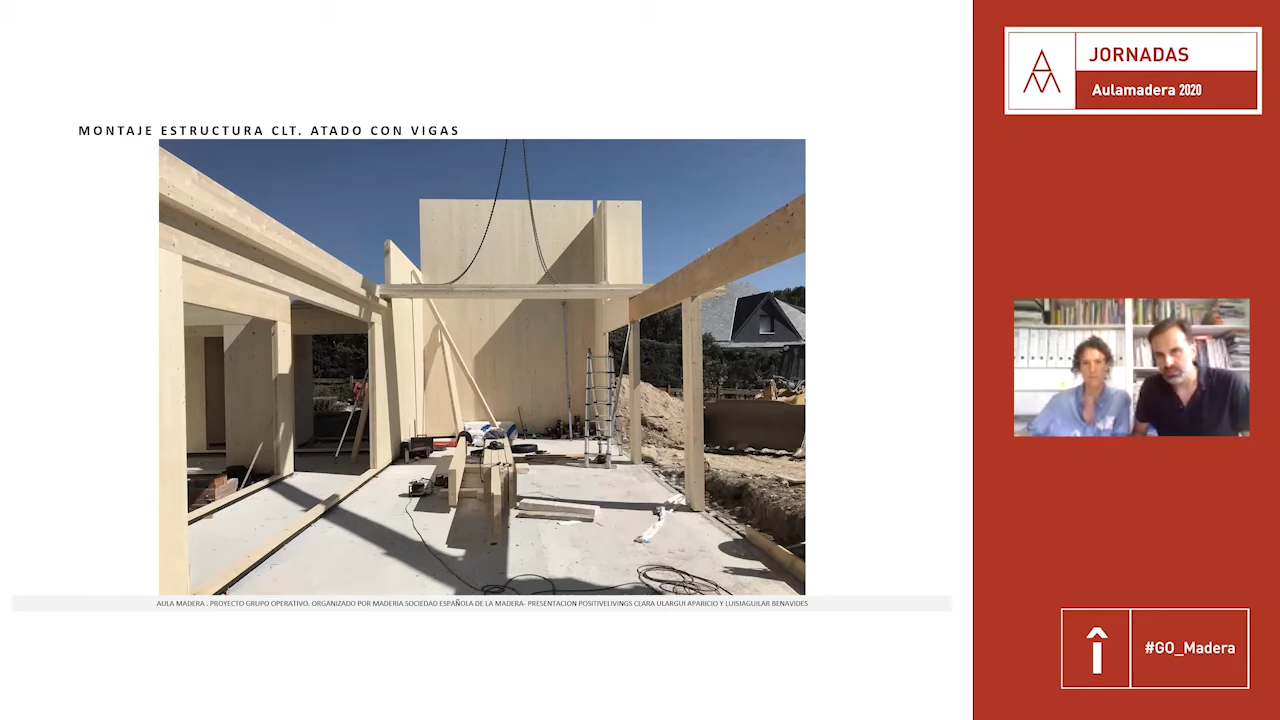 MONTAJE ESTRUCTURA CLT. ATADO CON VIGAS
AULA MADERA . PROYECTO GRUPO OPERATIVO. ORGANIZADO POR MADERIA SOCIEDAD ESPAÑOLA DE LA MADERA- PRESENTACION POSITIVELIVINGS CLARA ULARGUI APARICIO Y LUISJAGUILAR BENAVIDES
JORNADAS
Aulamadera 2020
#GO_Madera